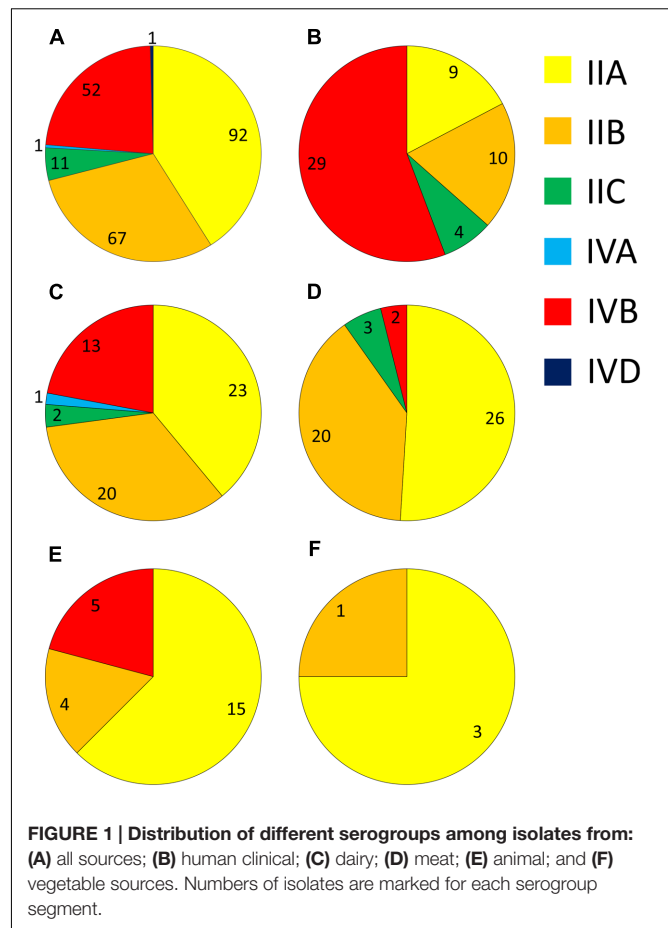 A
1
52
92
1
11
67
B
9
29
10
4
IIA
IIB
IIC
IVA
IVB
IVD
C
13
23
1
2
20
D
3
2
20
26
E
5
4
15
F
1
3
FIGURE 1 | Distribution of different serogroups among isolates from:
(A) all sources; (B) human clinical; (C) dairy; (D) meat; (E) animal; and (F)
vegetable sources. Numbers of isolates are marked for each serogroup
segment.